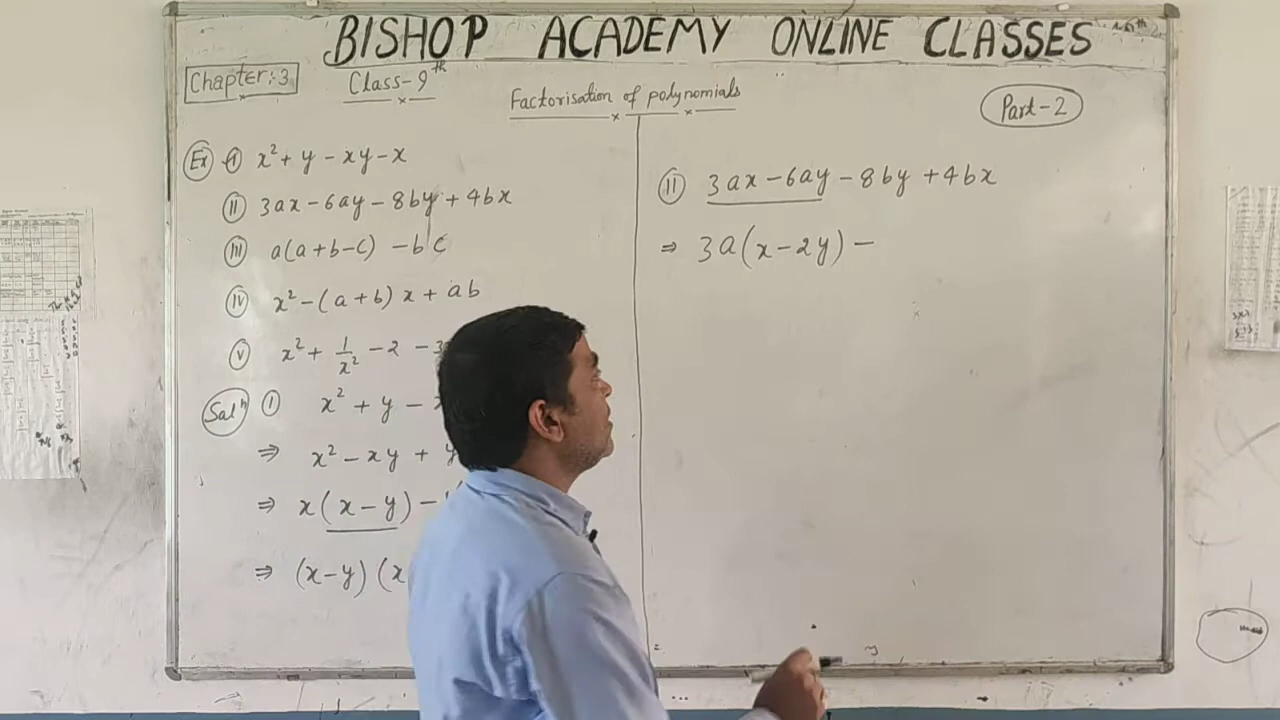 BISHOP ACADEMY ONLINE CLASSES
Chapter:-3
Class-9th
Factorisation of polynomials
Part-2
Ex (i) x² + y - xy - x
(ii) 3ax - 6ay - 8by + 4bx
(iii) a(a+b-c) - bc
(iv) x² - (a+b) x + ab
(v) x² + 1/x² - 2 - 3
Solⁿ (i) x² + y -
⇒ x² - xy + y
⇒ x(x-y) -
⇒ (x-y) (x
(ii) 3ax - 6ay - 8by + 4bx
⇒ 3a(x-2y) -